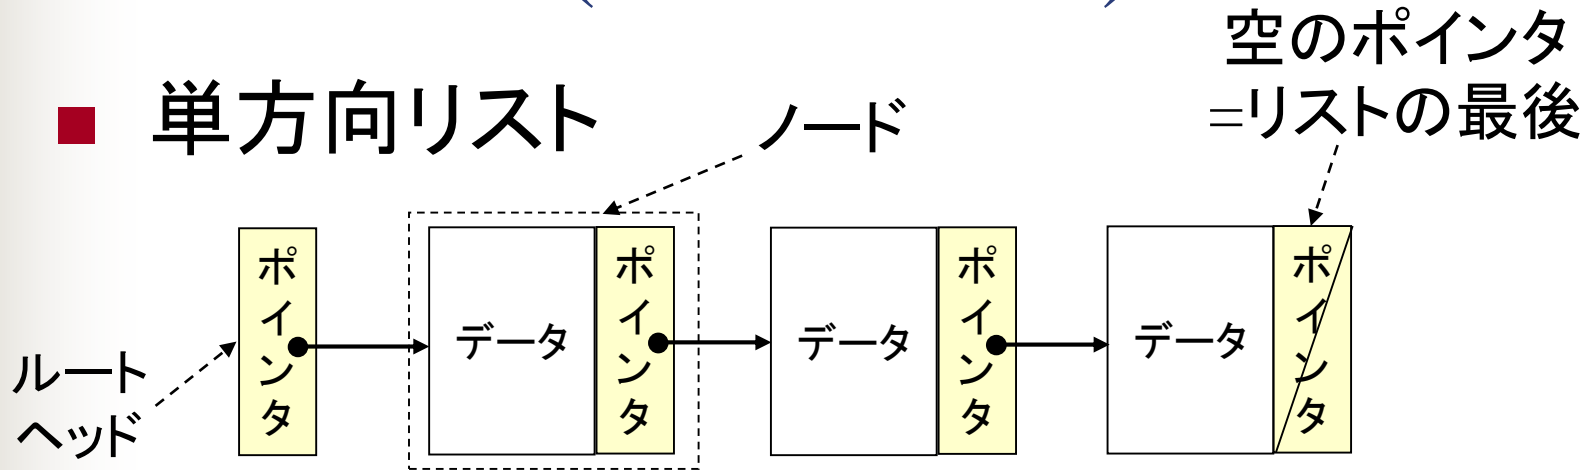 空のポインタ
=リストの最後
単方向リスト
ノード
ルート
ヘッド
ポインタ
データ
ポインタ
データ
ポインタ
データ
ポインタ